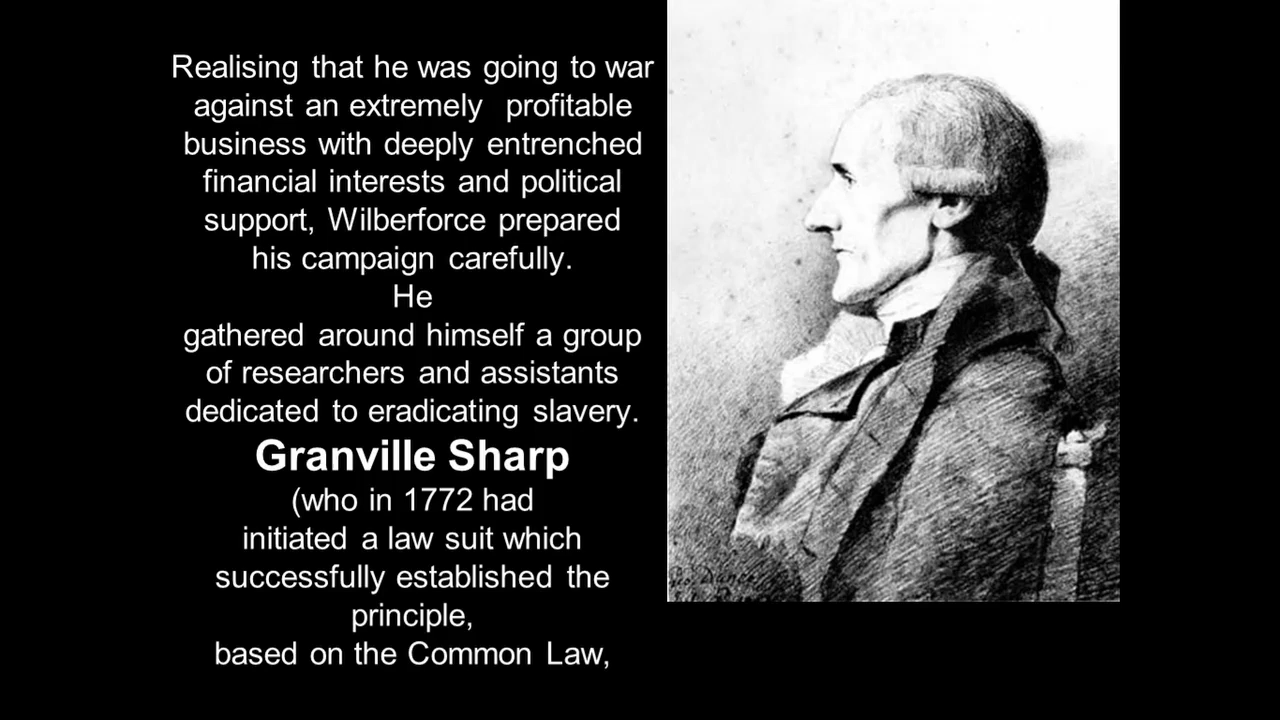 Realising that he was going to war
against an extremely profitable
business with deeply entrenched
financial interests and political
support, Wilberforce prepared
his campaign carefully.
He
gathered around himself a group
of researchers and assistants
dedicated to eradicating slavery.
Granville Sharp
(who in 1772 had
initiated a law suit which
successfully established the
principle,
based on the Common Law,